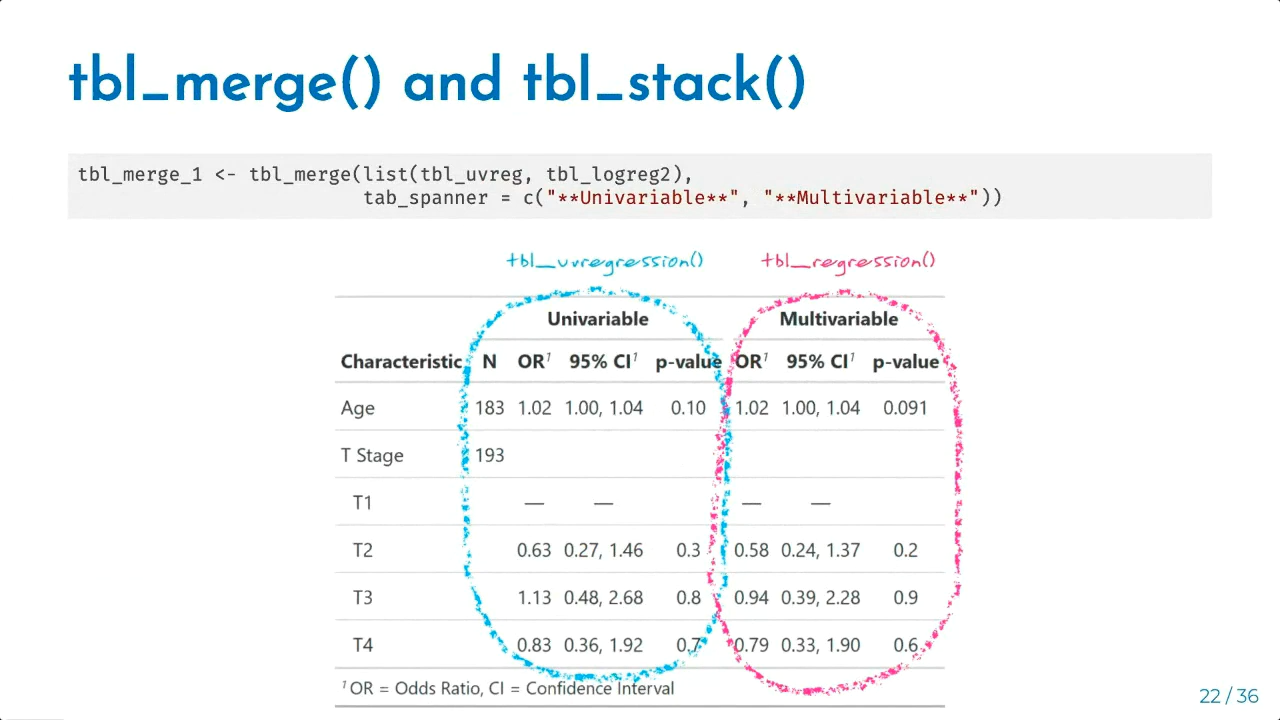 tbl_merge() and tbl_stack()
tbl_merge_1 <- tbl_merge(list(tbl_uvreg, tbl_logreg2),
tab_spanner = c("**Univariable**", "**Multivariable**"))
tbl_uvregression() tbl_regression()
Univariable Multivariable
Characteristic N OR¹ 95% CI¹ p-value OR¹ 95% CI¹ p-value
Age 183 1.02 1.00, 1.04 0.10 1.02 1.00, 1.04 0.091
T Stage 193
T1 — — — —
T2 0.63 0.27, 1.46 0.3 0.58 0.24, 1.37 0.2
T3 1.13 0.48, 2.68 0.8 0.94 0.39, 2.28 0.9
T4 0.83 0.36, 1.92 0.7 0.79 0.33, 1.90 0.6
¹ OR = Odds Ratio, CI = Confidence Interval
22 / 36